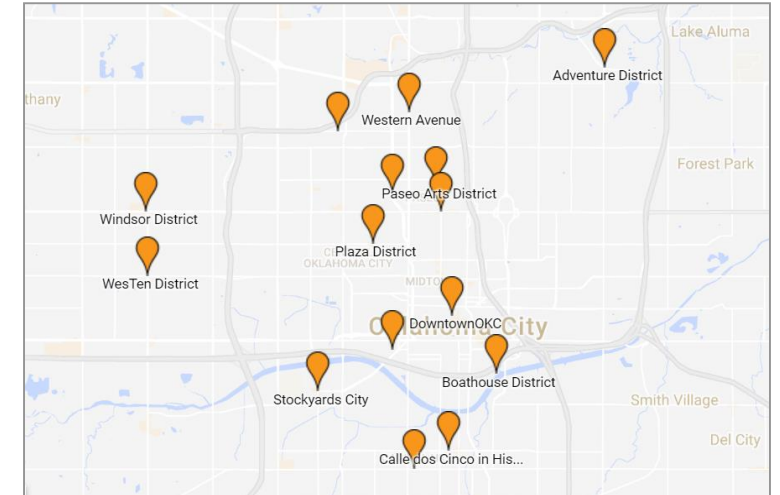 Lake Aluma
Adventure District
thany
Western Avenue
Forest Park
Paseo Arts District
Windsor District
Plaza District
OKLAHOMA CITY
WesTen District
MIDTO
DowntownOKC
Oklahoma City
Boathouse District
Stockyards City
Smith Village
Del City
Calle dos Cinco in His...